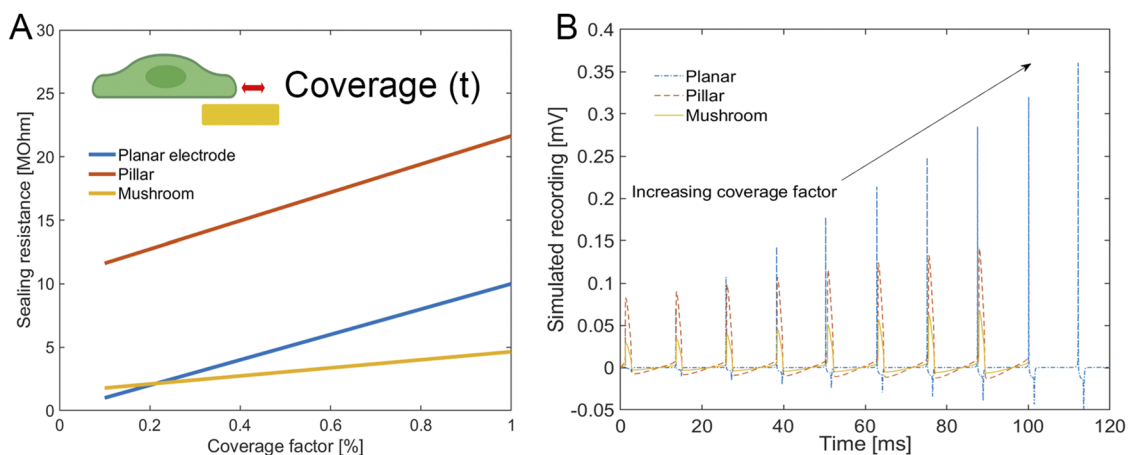 A
30
25
20
15
10
5
0
Sealing resistance [MOhm]
Coverage (t)
Planar electrode
Pillar
Mushroom
0 0.2 0.4 0.6 0.8 1
Coverage factor [%]
B
0.4
0.35
0.3
0.25
0.2
0.15
0.1
0.05
0
-0.05
Simulated recording [mV]
Planar
Pillar
Mushroom
Increasing coverage factor
0 20 40 60 80 100 120
Time [ms]